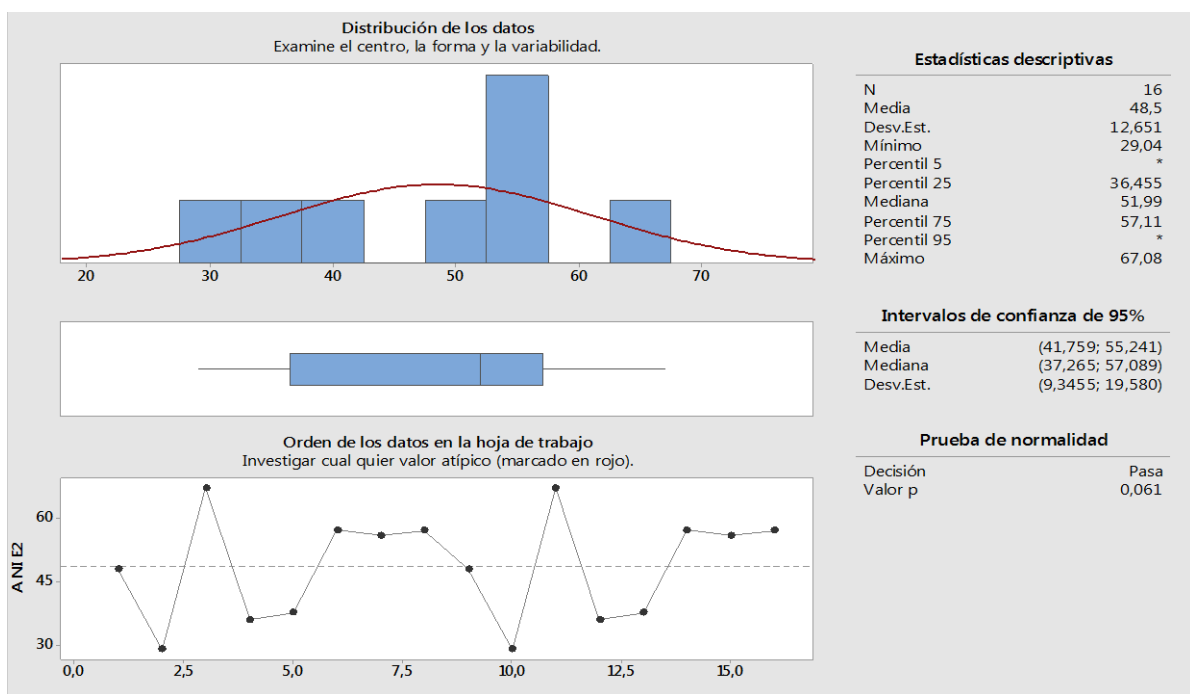 Distribución de los datos
Examine el centro, la forma y la variabilidad.
20 30 40 50 60 70
Orden de los datos en la hoja de trabajo
Investigar cual quier valor atípico (marcado en rojo).
A NI E2
60
45
30
0,0 2,5 5,0 7,5 10,0 12,5 15,0
Estadísticas descriptivas
N 16
Media 48,5
Desv.Est. 12,651
Mínimo 29,04
Percentil 5 *
Percentil 25 36,455
Mediana 51,99
Percentil 75 57,11
Percentil 95 *
Máximo 67,08
Intervalos de confianza de 95%
Media (41,759; 55,241)
Mediana (37,265; 57,089)
Desv.Est. (9,3455; 19,580)
Prueba de normalidad
Decisión Pasa
Valor p 0,061